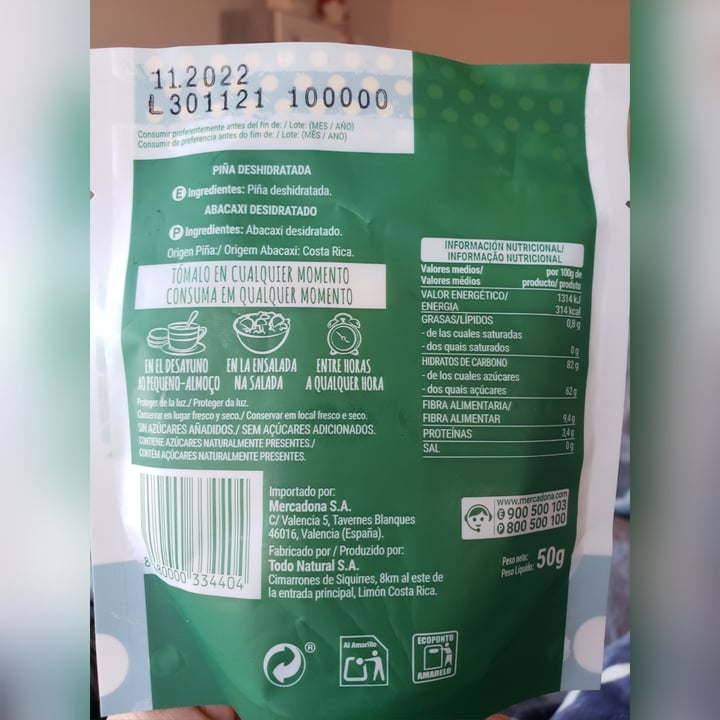 11.2022
L301121 100000
Consumir preferentemente antes del fin de: / Lote: (MES / AÑO)
Consumir de preferencia antes do fim de: / Lote: (MÊS / ANO)
PIÑA DESHIDRATADA
E Ingredientes: Piña deshidratada.
ABACAXI DESIDRATADO
P Ingredientes: Abacaxi desidratado.
Origen Piña:/ Origem Abacaxi: Costa Rica.
TÓMALO EN CUALQUIER MOMENTO
CONSUMA EM QUALQUER MOMENTO
EN EL DESAYUNO
AO PEQUENO-ALMOÇO
EN LA ENSALADA
NA SALADA
ENTRE HORAS
A QUALQUER HORA
Proteger de la luz./ Proteger da luz.
Conservar en lugar fresco y seco./ Conservar em local fresco e seco.
SIN AZÚCARES AÑADIDOS./ SEM AÇÚCARES ADICIONADOS.
CONTIENE AZÚCARES NATURALMENTE PRESENTES./
CONTÉM AÇÚCARES NATURALMENTE PRESENTES.
INFORMACIÓN NUTRICIONAL/
INFORMAÇÃO NUTRICIONAL
Valores medios/ por 100g de
Valores médios producto/ produto
VALOR ENERGÉTICO/ 1314 kJ
ENERGIA 314 kcal
GRASAS/LÍPIDOS 0,8 g
- de las cuales saturadas
- dos quais saturados 0g
HIDRATOS DE CARBONO 82g
- de los cuales azúcares
- dos quais açúcares 62g
FIBRA ALIMENTARIA/
FIBRA ALIMENTAR 9,4g
PROTEÍNAS 3,4g
SAL 0g
334404
Importado por:
Mercadona S.A.
C/ Valencia 5, Tavernes Blanques
46016, Valencia (España).
Fabricado por / Produzido por:
Todo Natural S.A.
Cimarrones de Siquirres, 8km al este de
la entrada principal, Limón Costa Rica.
www.mercadona.com
E 900 500 103
P 800 500 100
Peso neto:
Peso Líquido: 50g
®
Al Amarillo
ECOPONTO
AMARELO